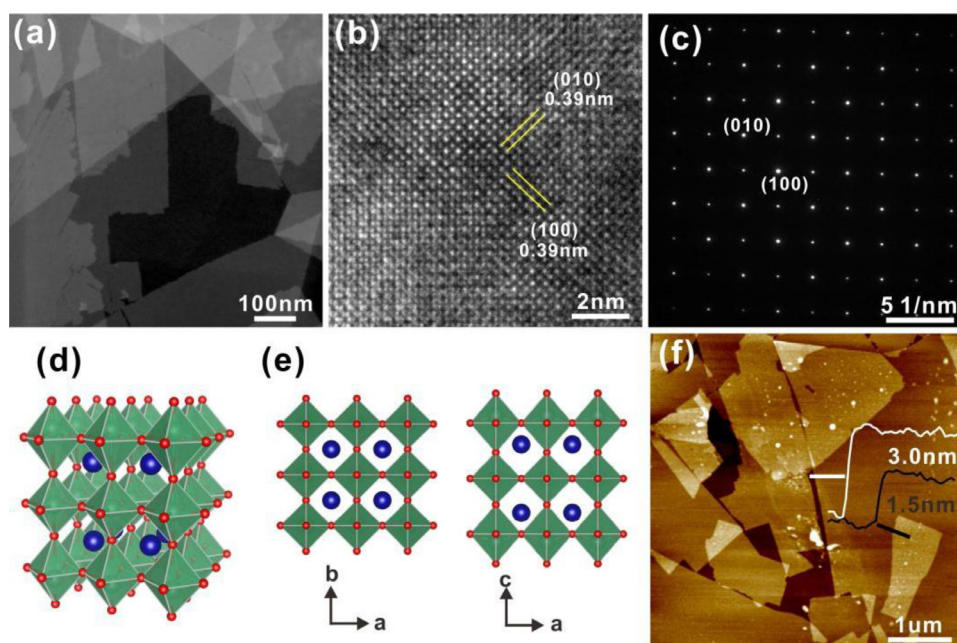 (a)
100nm
(b)
(010)
0.39nm
(100)
0.39nm
2nm
(c)
(010)
(100)
5 1/nm
(d)
(e)
b
a
c
a
(f)
3.0nm
1.5nm
1um